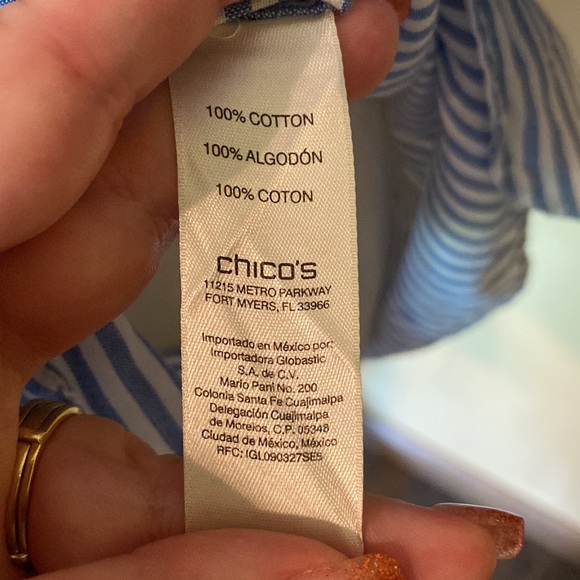 100% COTTON
100% ALGODÓN
100% COTON
chico's
11215 METRO PARKWAY
FORT MYERS, FL 33966
Importado en México por:
Importadora Globastic
S.A. de C.V.
Mario Pani No. 200
Colonia Santa Fe Cuajimalpa
Delegación Cuajimalpa
de Morelos, C.P. 05348
Ciudad de México, México
RFC: IGL090327SE5